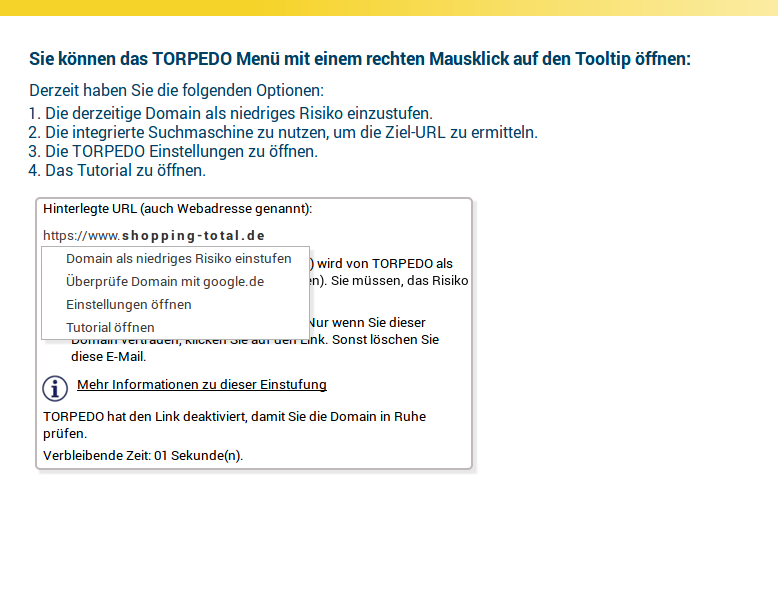 Sie können das TORPEDO Menü mit einem rechten Mausklick auf den Tooltip öffnen:
Derzeit haben Sie die folgenden Optionen:
1. Die derzeitige Domain als niedriges Risiko einzustufen.
2. Die integrierte Suchmaschine zu nutzen, um die Ziel-URL zu ermitteln.
3. Die TORPEDO Einstellungen zu öffnen.
4. Das Tutorial zu öffnen.
Hinterlegte URL (auch Webadresse genannt):
https://www.shopping-total.de
Domain als niedriges Risiko einstufen
) wird von TORPEDO als
Überprüfe Domain mit google.de
en). Sie müssen, das Risiko
Einstellungen öffnen
Nur wenn Sie dieser
Tutorial öffnen
Domain vertrauen, klicken Sie auf den Link. Sonst löschen Sie
diese E-Mail.
Mehr Informationen zu dieser Einstufung
TORPEDO hat den Link deaktiviert, damit Sie die Domain in Ruhe
prüfen.
Verbleibende Zeit: 01 Sekunde(n).